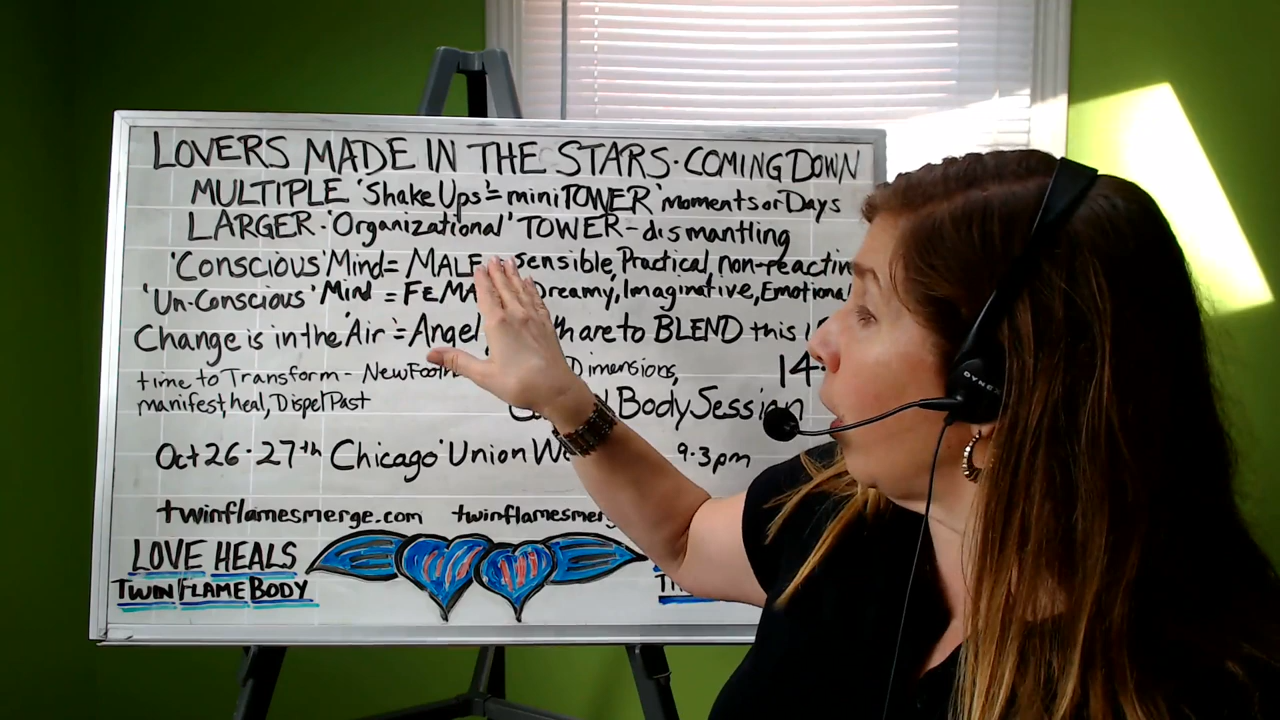 LOVERS MADE IN THE STARS · COMING DOWN
MULTIPLE 'Shake Ups' = mini TOWER' moments or Days
LARGER · 'Organizational' TOWER - dismantling
'Conscious' Mind = MALE = Sensible, Practical, non-reactin
'Un-Conscious' Mind = FEMA Dreamy, Imaginative, Emotional
Change is in the 'Air' = Angel are to BLEND this
time to Transform - New Dimensions, 14
manifest, heal, Dispel Past Body Session
Oct 26 · 27th Chicago 'Union 9 · 3pm
twinflamesmerge.com twinflamesmerg
LOVE HEALS
TWIN FLAME BODY
DYNEX